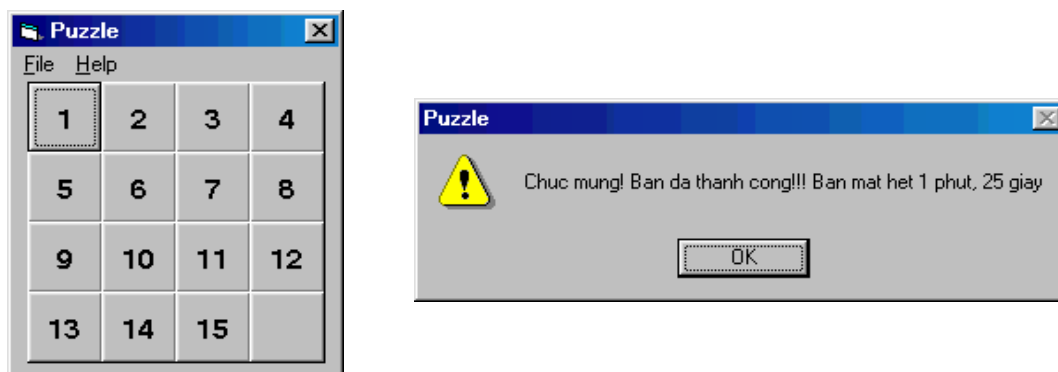 Puzzle
File Help
1 2 3 4
5 6 7 8
9 10 11 12
13 14 15
Puzzle
Chuc mung! Ban da thanh cong!!! Ban mat het 1 phut, 25 giay
OK